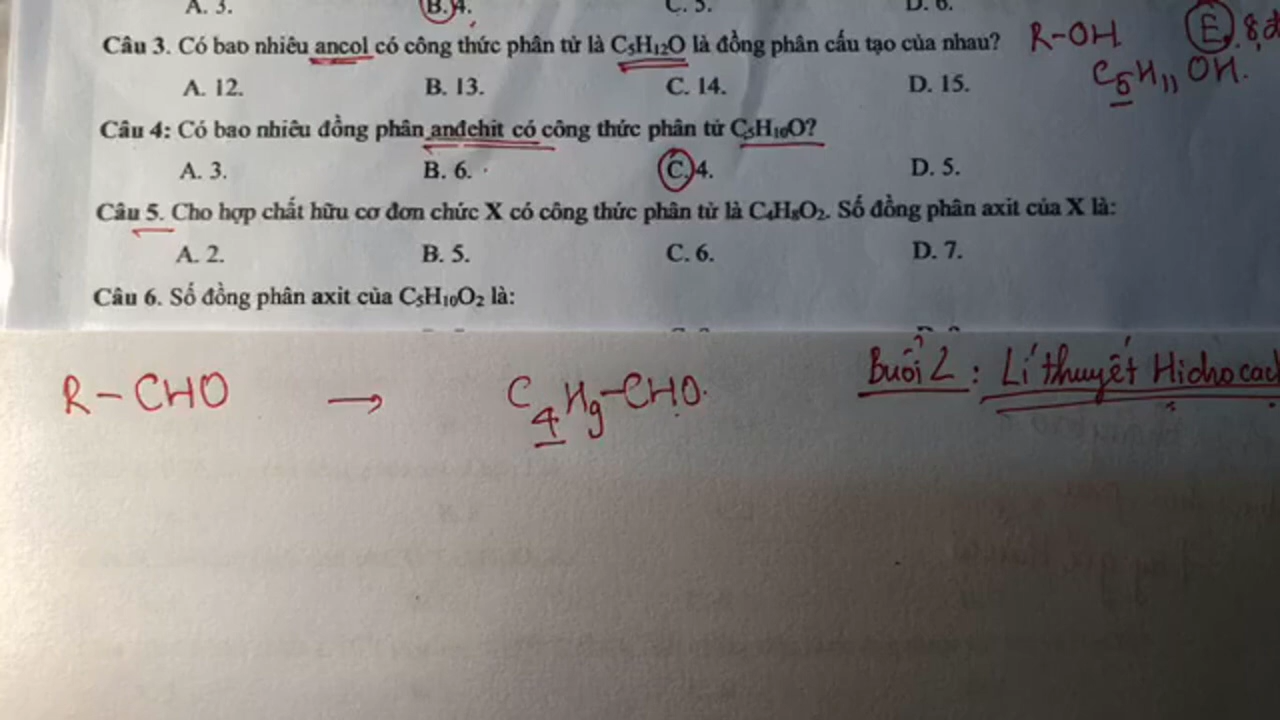 A. 3. B. 4. C. 5. D. 6.
Câu 3. Có bao nhiêu ancol có công thức phân tử là C₅H₁₂O là đồng phân cấu tạo của nhau? R-OH E. 8 đ
A. 12. B. 13. C. 14. D. 15. C₅H₁₁OH.
Câu 4: Có bao nhiêu đồng phân anđehit có công thức phân tử C₅H₁₀O?
A. 3. B. 6. C. 4. D. 5.
Câu 5. Cho hợp chất hữu cơ đơn chức X có công thức phân tử là C₄H₈O₂. Số đồng phân axit của X là:
A. 2. B. 5. C. 6. D. 7.
Câu 6. Số đồng phân axit của C₅H₁₀O₂ là:
Buổi 2: Lí thuyết Hidrocac
R-CHO → C₄H₉-CHO.